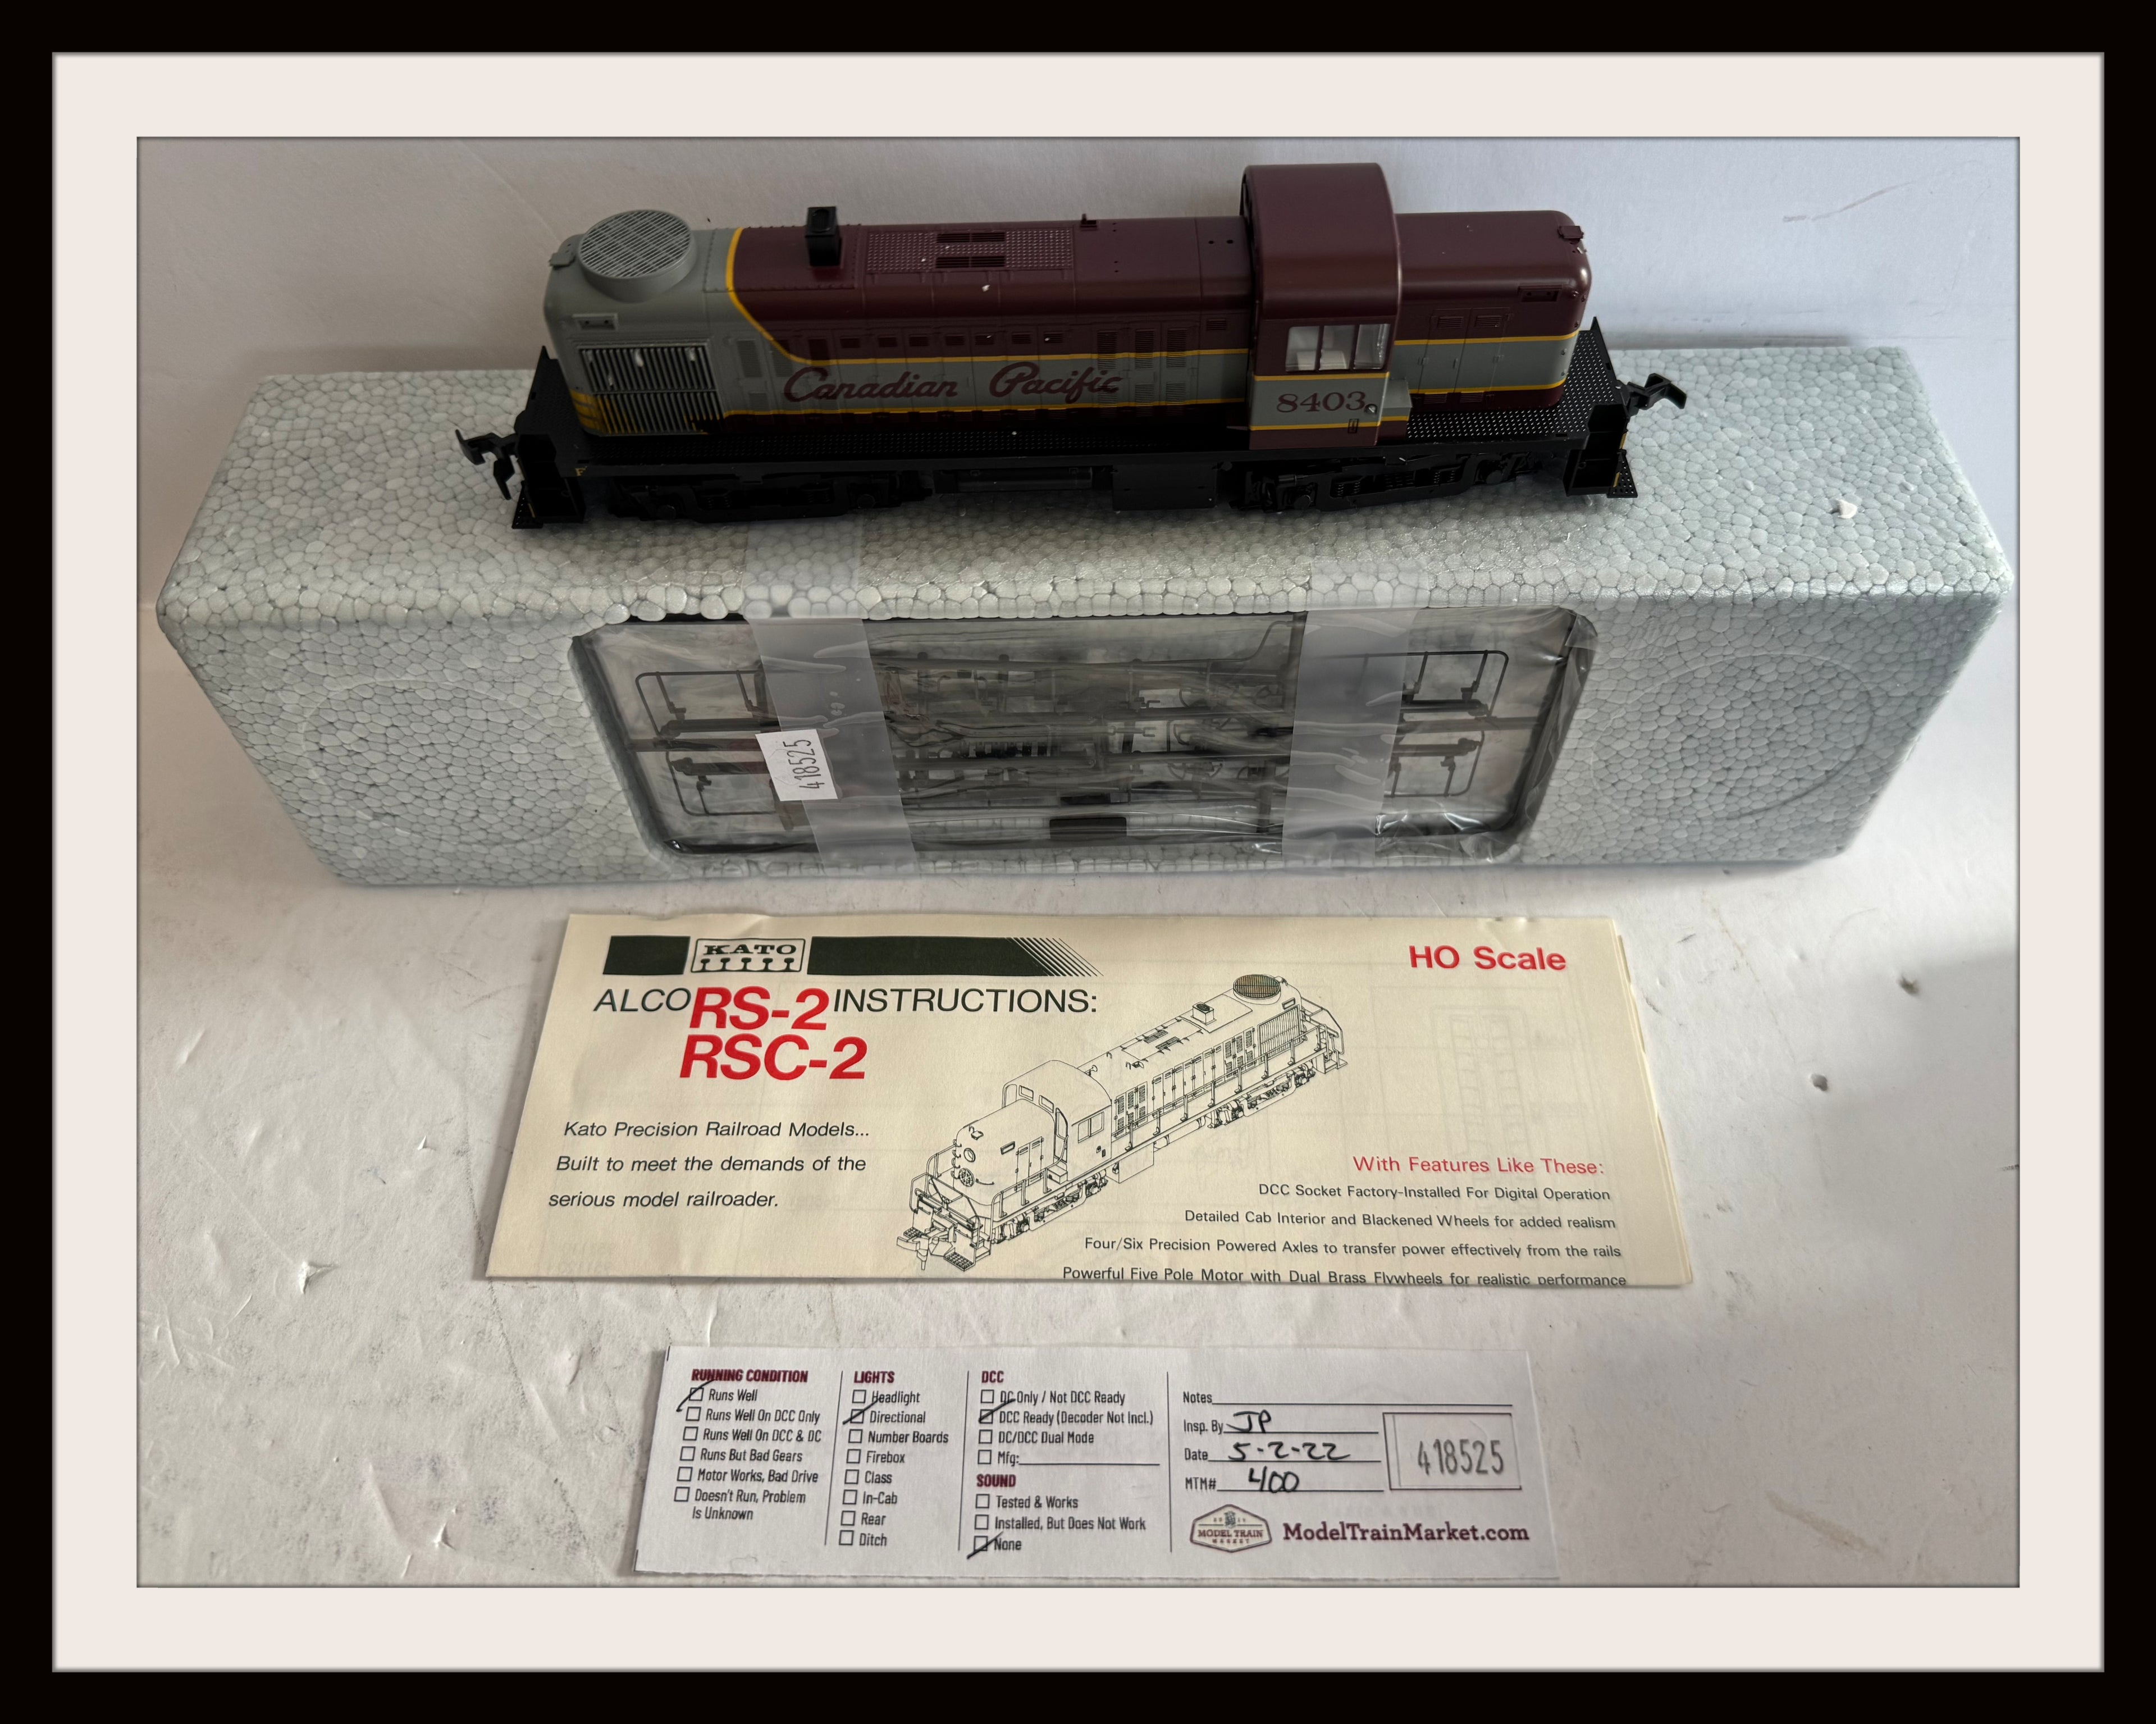 Canadian Pacific
8403
F
418525
KATO
HO Scale
ALCO RS-2 INSTRUCTIONS:
RSC-2
Kato Precision Railroad Models...
Built to meet the demands of the
serious model railroader.
With Features Like These:
DCC Socket Factory-Installed For Digital Operation
Detailed Cab Interior and Blackened Wheels for added realism
Four/Six Precision Powered Axles to transfer power effectively from the rails
Powerful Five Pole Motor with Dual Brass Flywheels for realistic performance
RUNNING CONDITION
Runs Well
Runs Well On DCC Only
Runs Well On DCC & DC
Runs But Bad Gears
Motor Works, Bad Drive
Doesn't Run, Problem
Is Unknown
LIGHTS
Headlight
Directional
Number Boards
Firebox
Class
In-Cab
Rear
Ditch
DCC
DC Only / Not DCC Ready
DCC Ready (Decoder Not Incl.)
DC/DCC Dual Mode
Mfg:
SOUND
Tested & Works
Installed, But Does Not Work
None
Notes
Insp. By JP
Date 5-2-22
MTM# 400
418525
MODEL TRAIN
MARKET
ModelTrainMarket.com